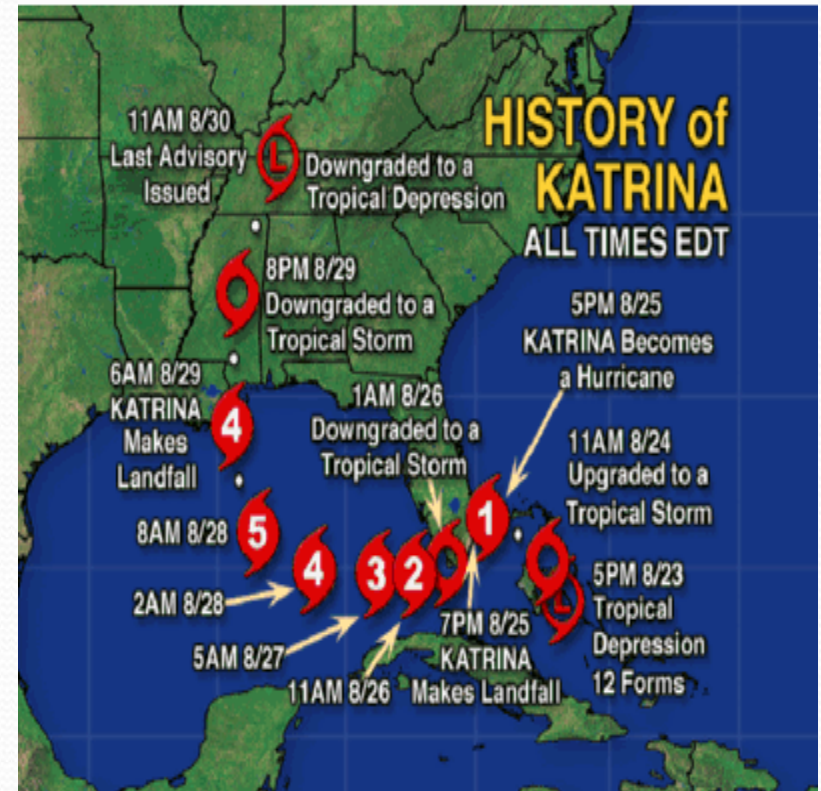 HISTORY of
KATRINA
ALL TIMES EDT
11AM 8/30
Last Advisory
Issued
L
Downgraded to a
Tropical Depression
8PM 8/29
Downgraded to a
Tropical Storm
5PM 8/25
KATRINA Becomes
a Hurricane
6AM 8/29
KATRINA
Makes
Landfall
4
1AM 8/26
Downgraded to a
Tropical Storm
11AM 8/24
Upgraded to a
Tropical Storm
1
8AM 8/28
5
4
3
2
2AM 8/28
5AM 8/27
11AM 8/26
7PM 8/25
KATRINA
Makes Landfall
L
5PM 8/23
Tropical
Depression
12 Forms